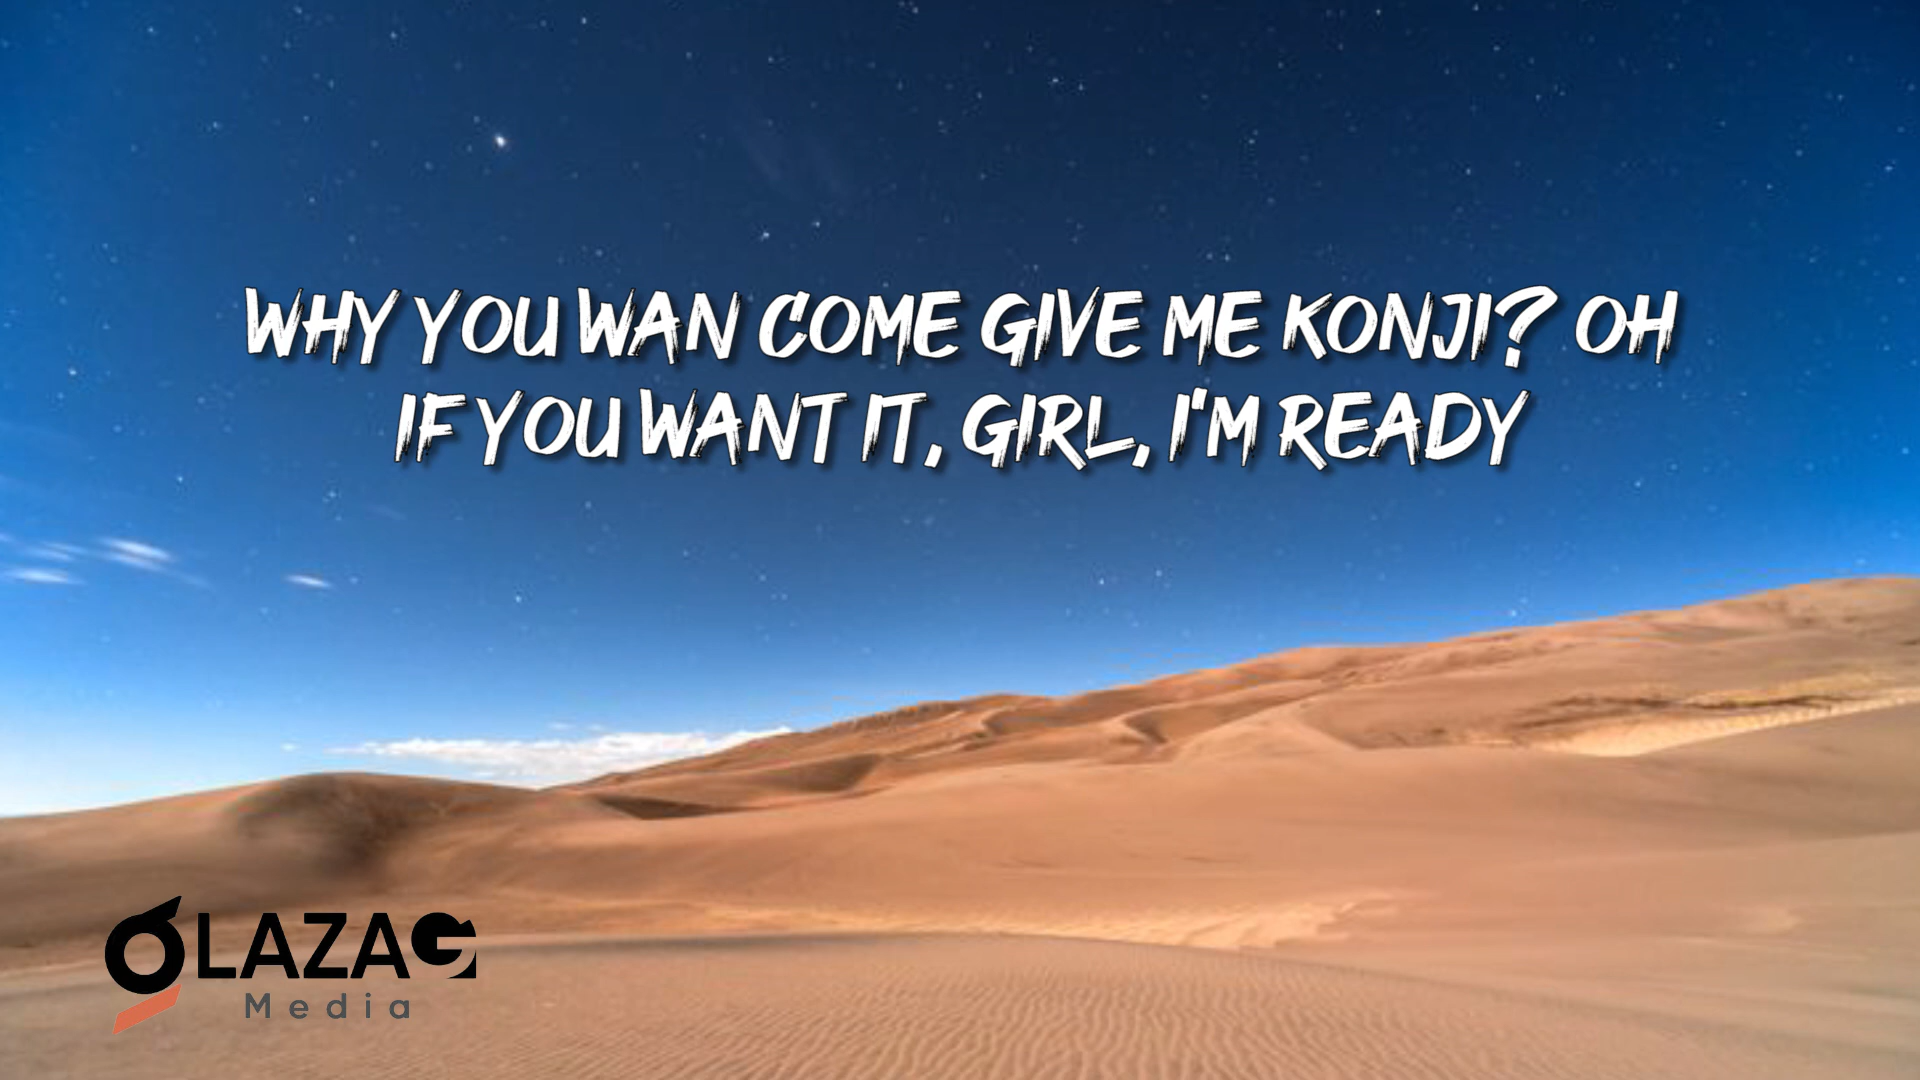 WHY YOU WAN COME GIVE ME KONJI? OH
IF YOU WANT IT, GIRL, I'M READY
OLAZAG
Media